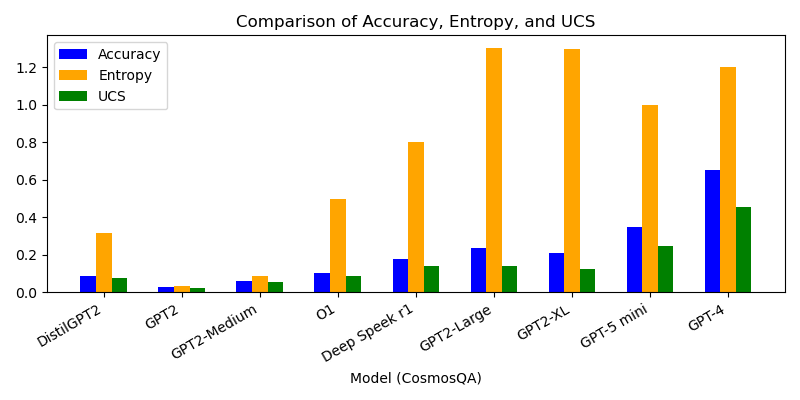 Comparison of Accuracy, Entropy, and UCS
Accuracy
Entropy
UCS
1.2
1.0
0.8
0.6
0.4
0.2
0.0
DistilGPT2
GPT2
GPT2-Medium
O1
Deep Speek r1
GPT2-Large
GPT2-XL
GPT-5 mini
GPT-4
Model (CosmosQA)